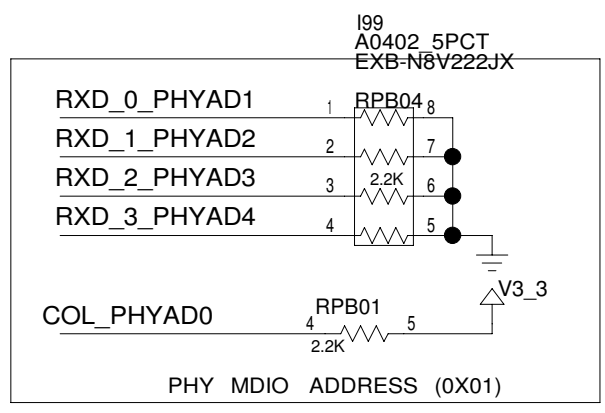 I99
A0402_5PCT
EXB-N8V222JX
RXD_0_PHYAD1 1 RPB04 8
RXD_1_PHYAD2 2 7
RXD_2_PHYAD3 3 2.2K 6
RXD_3_PHYAD4 4 5
V3_3
COL_PHYAD0 4 RPB01 5
2.2K
PHY MDIO ADDRESS (0X01)